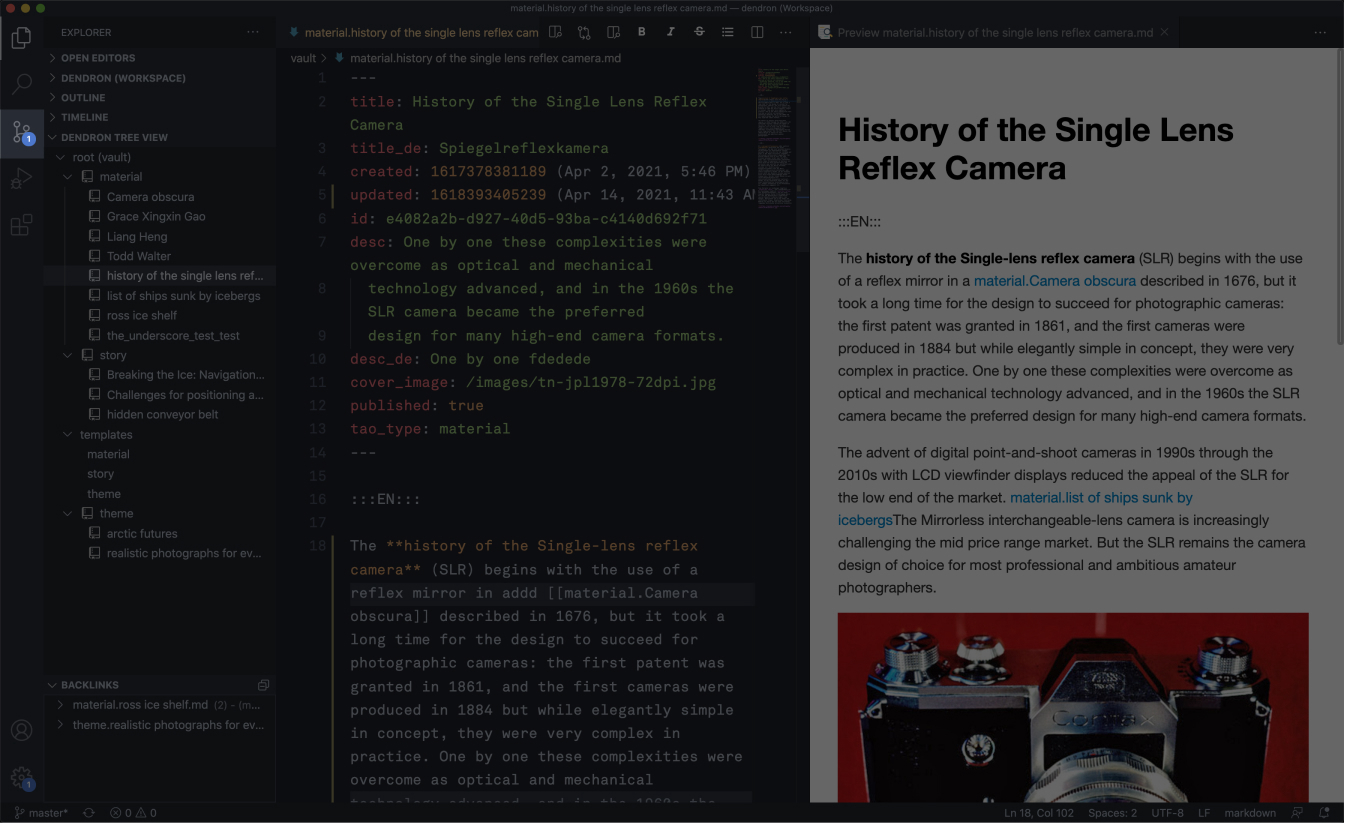 material.history of the single lens reflex camera.md — dendron (Workspace)
EXPLORER
OPEN EDITORS
DENDRON (WORKSPACE)
OUTLINE
TIMELINE
DENDRON TREE VIEW
root (vault)
material
Camera obscura
Grace Xingxin Gao
Liang Heng
Todd Walter
history of the single lens ref...
list of ships sunk by icebergs
ross ice shelf
the_underscore_test_test
story
Breaking the Ice: Navigation...
Challenges for positioning a...
hidden conveyor belt
templates
material
story
theme
theme
arctic futures
realistic photographs for ev...
BACKLINKS
material.ross ice shelf.md (2) - (m...
theme.realistic photographs for ev...
1
1
material.history of the single lens reflex cam
B I S
vault > material.history of the single lens reflex camera.md
1 ---
2 title: History of the Single Lens Reflex
Camera
3 title_de: Spiegelreflexkamera
4 created: 1617378381189 (Apr 2, 2021, 5:46 PM)
5 updated: 1618393405239 (Apr 14, 2021, 11:43 AM
6 id: e4082a2b-d927-40d5-93ba-c4140d692f71
7 desc: One by one these complexities were
overcome as optical and mechanical
8 technology advanced, and in the 1960s the
SLR camera became the preferred
9 design for many high-end camera formats.
10 desc_de: One by one fdedede
11 cover_image: /images/tn-jpl1978-72dpi.jpg
12 published: true
13 tao_type: material
14 ---
15
16 :::EN:::
17
18 The **history of the Single-lens reflex
camera** (SLR) begins with the use of a
reflex mirror in addd [[material.Camera
obscura]] described in 1676, but it took a
long time for the design to succeed for
photographic cameras: the first patent was
granted in 1861, and the first cameras were
produced in 1884 but while elegantly simple
in concept, they were very complex in
practice. One by one these complexities were
overcome as optical and mechanical
technology advanced, and in the 1960s the
Preview material.history of the single lens reflex camera.md
History of the Single Lens
Reflex Camera
:::EN:::
The history of the Single-lens reflex camera (SLR) begins with the use
of a reflex mirror in a material.Camera obscura described in 1676, but it
took a long time for the design to succeed for photographic cameras:
the first patent was granted in 1861, and the first cameras were
produced in 1884 but while elegantly simple in concept, they were very
complex in practice. One by one these complexities were overcome as
optical and mechanical technology advanced, and in the 1960s the SLR
camera became the preferred design for many high-end camera formats.
The advent of digital point-and-shoot cameras in 1990s through the
2010s with LCD viewfinder displays reduced the appeal of the SLR for
the low end of the market. material.list of ships sunk by
icebergsThe Mirrorless interchangeable-lens camera is increasingly
challenging the mid price range market. But the SLR remains the camera
design of choice for most professional and ambitious amateur
photographers.
ZEISS
IKON
Contax
master* 0 0
Ln 18, Col 102 Spaces: 2 UTF-8 LF markdown